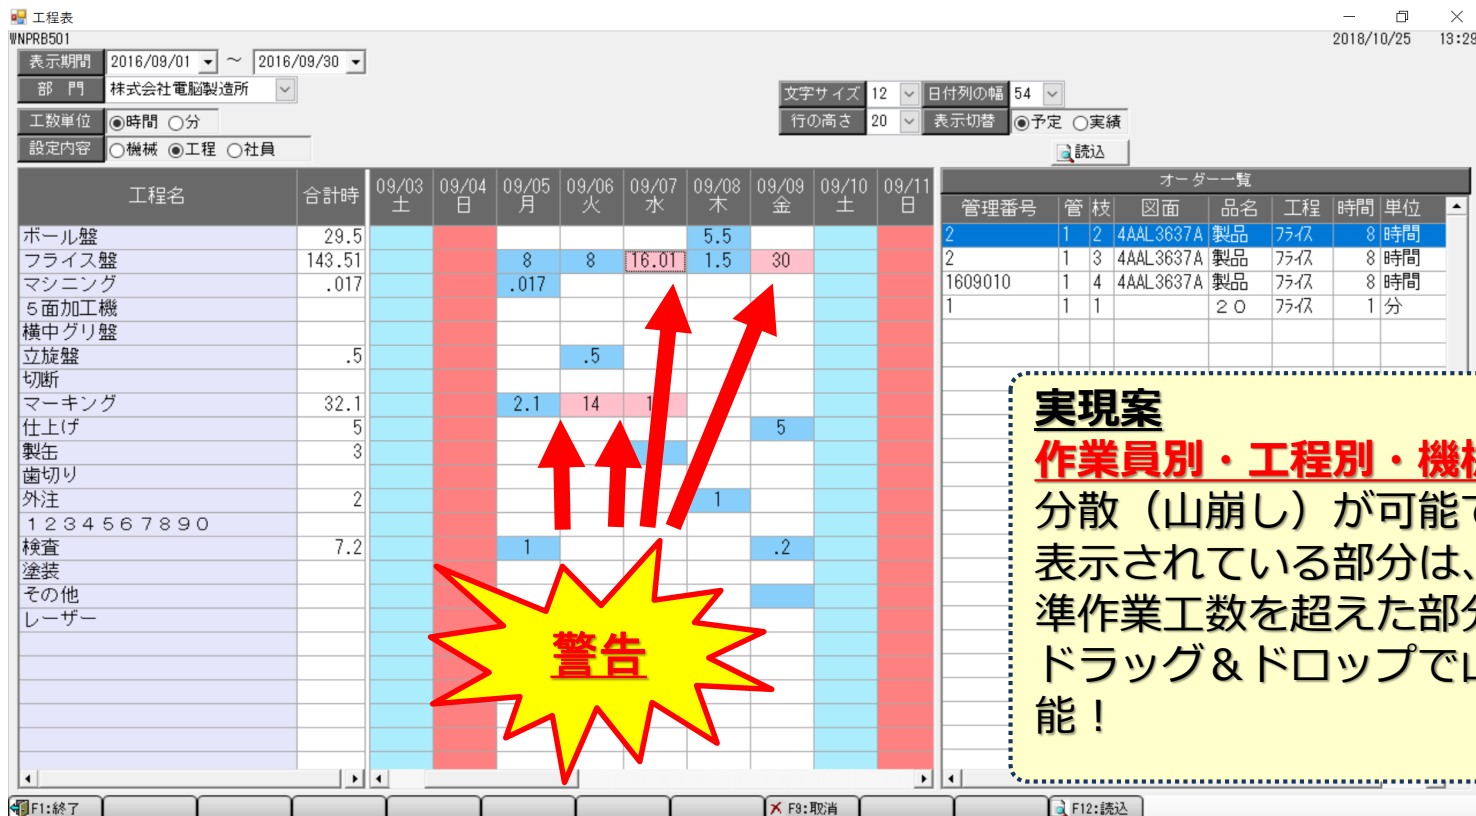 工程表
WNPRB501 2018/10/25 13:29
表示期間 2016/09/01 ～ 2016/09/30
部 門 株式会社電脳製造所
文字サイズ 12 日付列の幅 54
工数単位 時間 分
行の高さ 20 表示切替 予定 実績
設定内容 機械 工程 社員
読込
工程名 合計時 09/03 土 09/04 日 09/05 月 09/06 火 09/07 水 09/08 木 09/09 金 09/10 土 09/11 日
ボール盤 29.5 5.5
フライス盤 143.51 8 8 16.01 1.5 30
マシニング .017 .017
５面加工機
横中グリ盤
立旋盤 .5 .5
切断
マーキング 32.1 2.1 14
仕上げ 5 5
製缶 3
歯切り
外注 2 1
１２３４５６７８９０
検査 7.2 1 .2
塗装
その他
レーザー
オーダー一覧
管理番号 管 枝 図面 品名 工程 時間 単位
2 1 2 4AAL3637A 製品 ﾌﾗｲｽ 8 時間
2 1 3 4AAL3637A 製品 ﾌﾗｲｽ 8 時間
1609010 1 4 4AAL3637A 製品 ﾌﾗｲｽ 8 時間
1 1 1 ２０ ﾌﾗｲｽ 1 分
警告
実現案
作業員別・工程別・機
分散（山崩し）が可能
表示されている部分は、
準作業工数を超えた部
ドラッグ＆ドロップで
能！
F1:終了 F9:取消 F12:読込